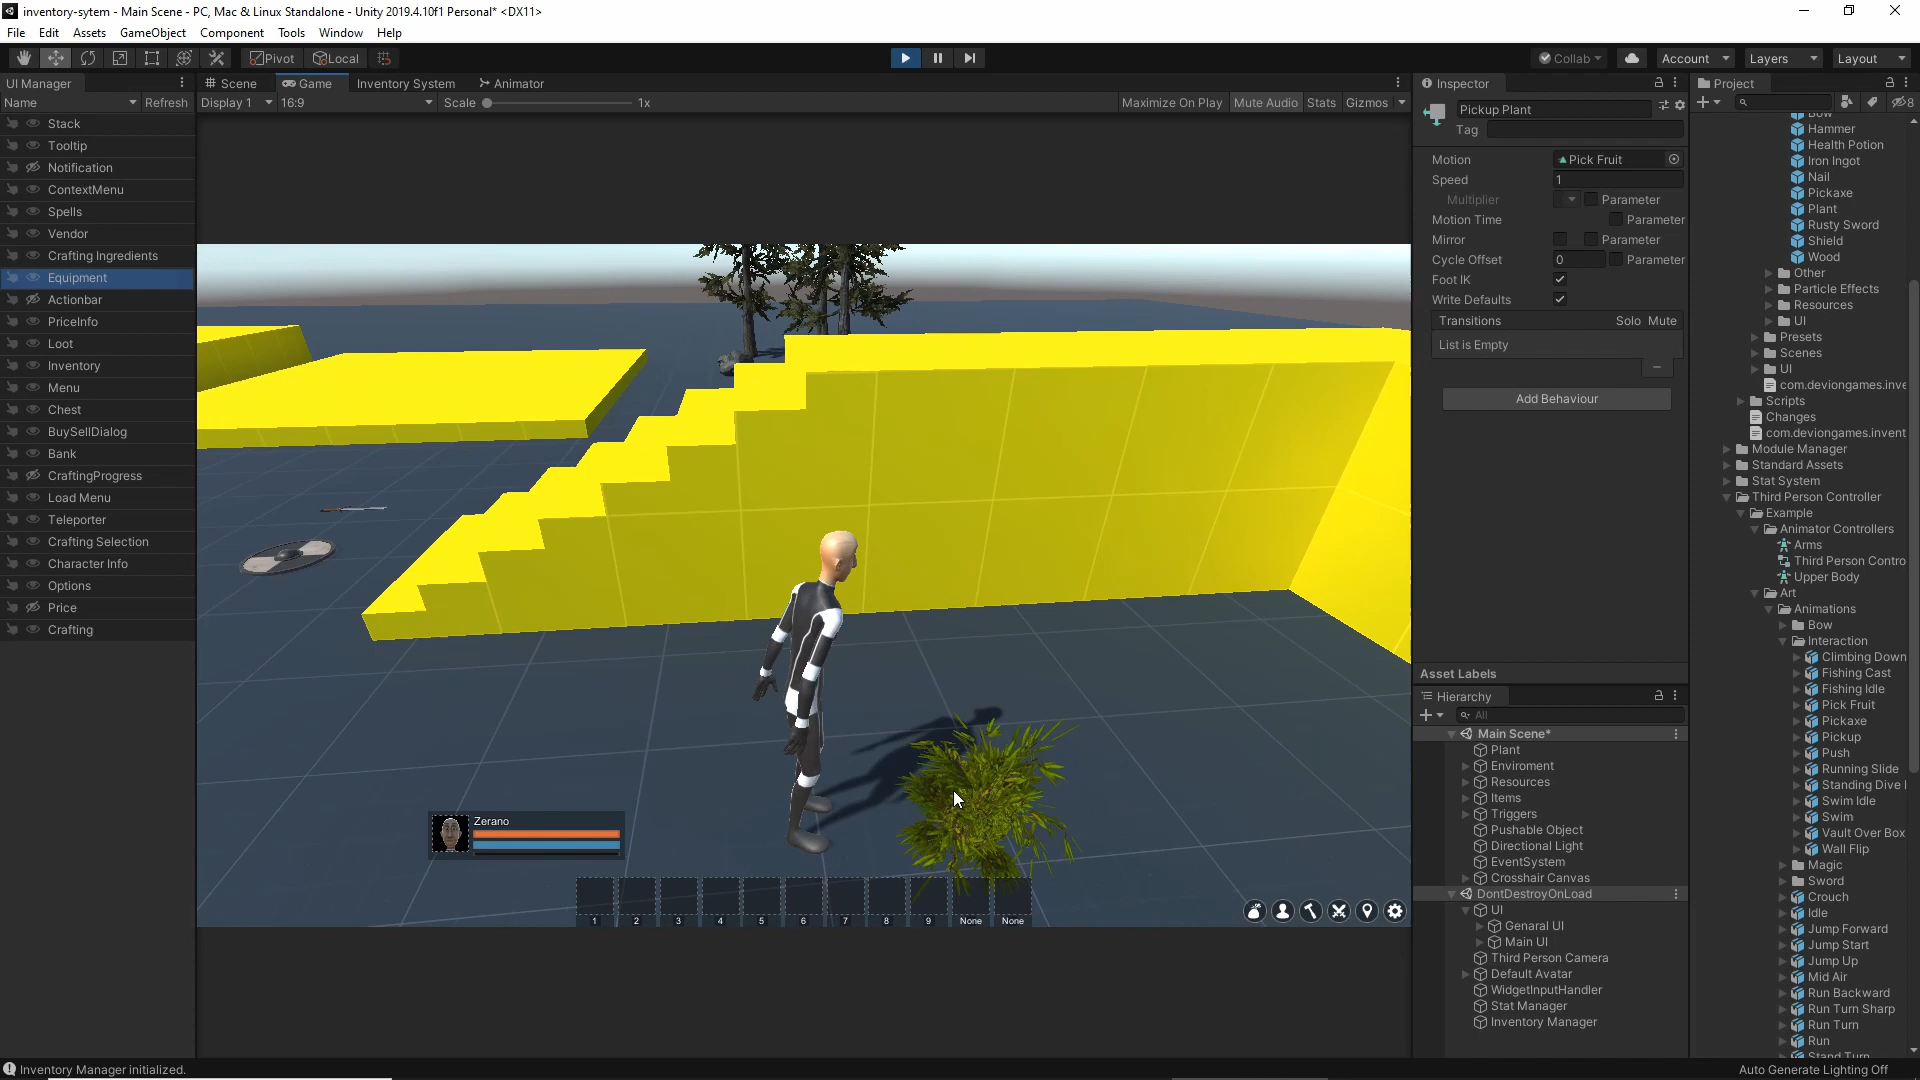 inventory-sytem - Main Scene - PC, Mac & Linux Standalone - Unity 2019.4.10f1 Personal* <DX11>
File Edit Assets GameObject Component Tools Window Help
Pivot Local
Collab Account Layers Layout
UI Manager
Name Refresh
Stack
Tooltip
Notification
ContextMenu
Spells
Vendor
Crafting Ingredients
Equipment
Actionbar
PriceInfo
Loot
Inventory
Menu
Chest
BuySellDialog
Bank
CraftingProgress
Load Menu
Teleporter
Crafting Selection
Character Info
Options
Price
Crafting
Scene Game Inventory System Animator
Display 1 16:9 Scale 1x Maximize On Play Mute Audio Stats Gizmos
Zerano
1 2 3 4 5 6 7 8 9 None None
Inspector
Pickup Plant
Tag
Motion Pick Fruit
Speed 1
Multiplier Parameter
Motion Time Parameter
Mirror Parameter
Cycle Offset 0 Parameter
Foot IK
Write Defaults
Transitions Solo Mute
List is Empty
Add Behaviour
Asset Labels
Hierarchy
All
Main Scene*
Plant
Enviroment
Resources
Items
Triggers
Pushable Object
Directional Light
EventSystem
Crosshair Canvas
DontDestroyOnLoad
UI
Genaral UI
Main UI
Third Person Camera
Default Avatar
WidgetInputHandler
Stat Manager
Inventory Manager
Project
8
Bow
Hammer
Health Potion
Iron Ingot
Nail
Pickaxe
Plant
Rusty Sword
Shield
Wood
Other
Particle Effects
Resources
UI
Presets
Scenes
UI
com.deviongames.inve
Scripts
Changes
com.deviongames.invent
Module Manager
Standard Assets
Stat System
Third Person Controller
Example
Animator Controllers
Arms
Third Person Contro
Upper Body
Art
Animations
Bow
Interaction
Climbing Down
Fishing Cast
Fishing Idle
Pick Fruit
Pickaxe
Pickup
Push
Running Slide
Standing Dive
Swim Idle
Swim
Vault Over Box
Wall Flip
Magic
Sword
Crouch
Idle
Jump Forward
Jump Start
Jump Up
Mid Air
Run Backward
Run Turn Sharp
Run Turn
Run
Stand Turn
Inventory Manager initialized.
Auto Generate Lighting Off